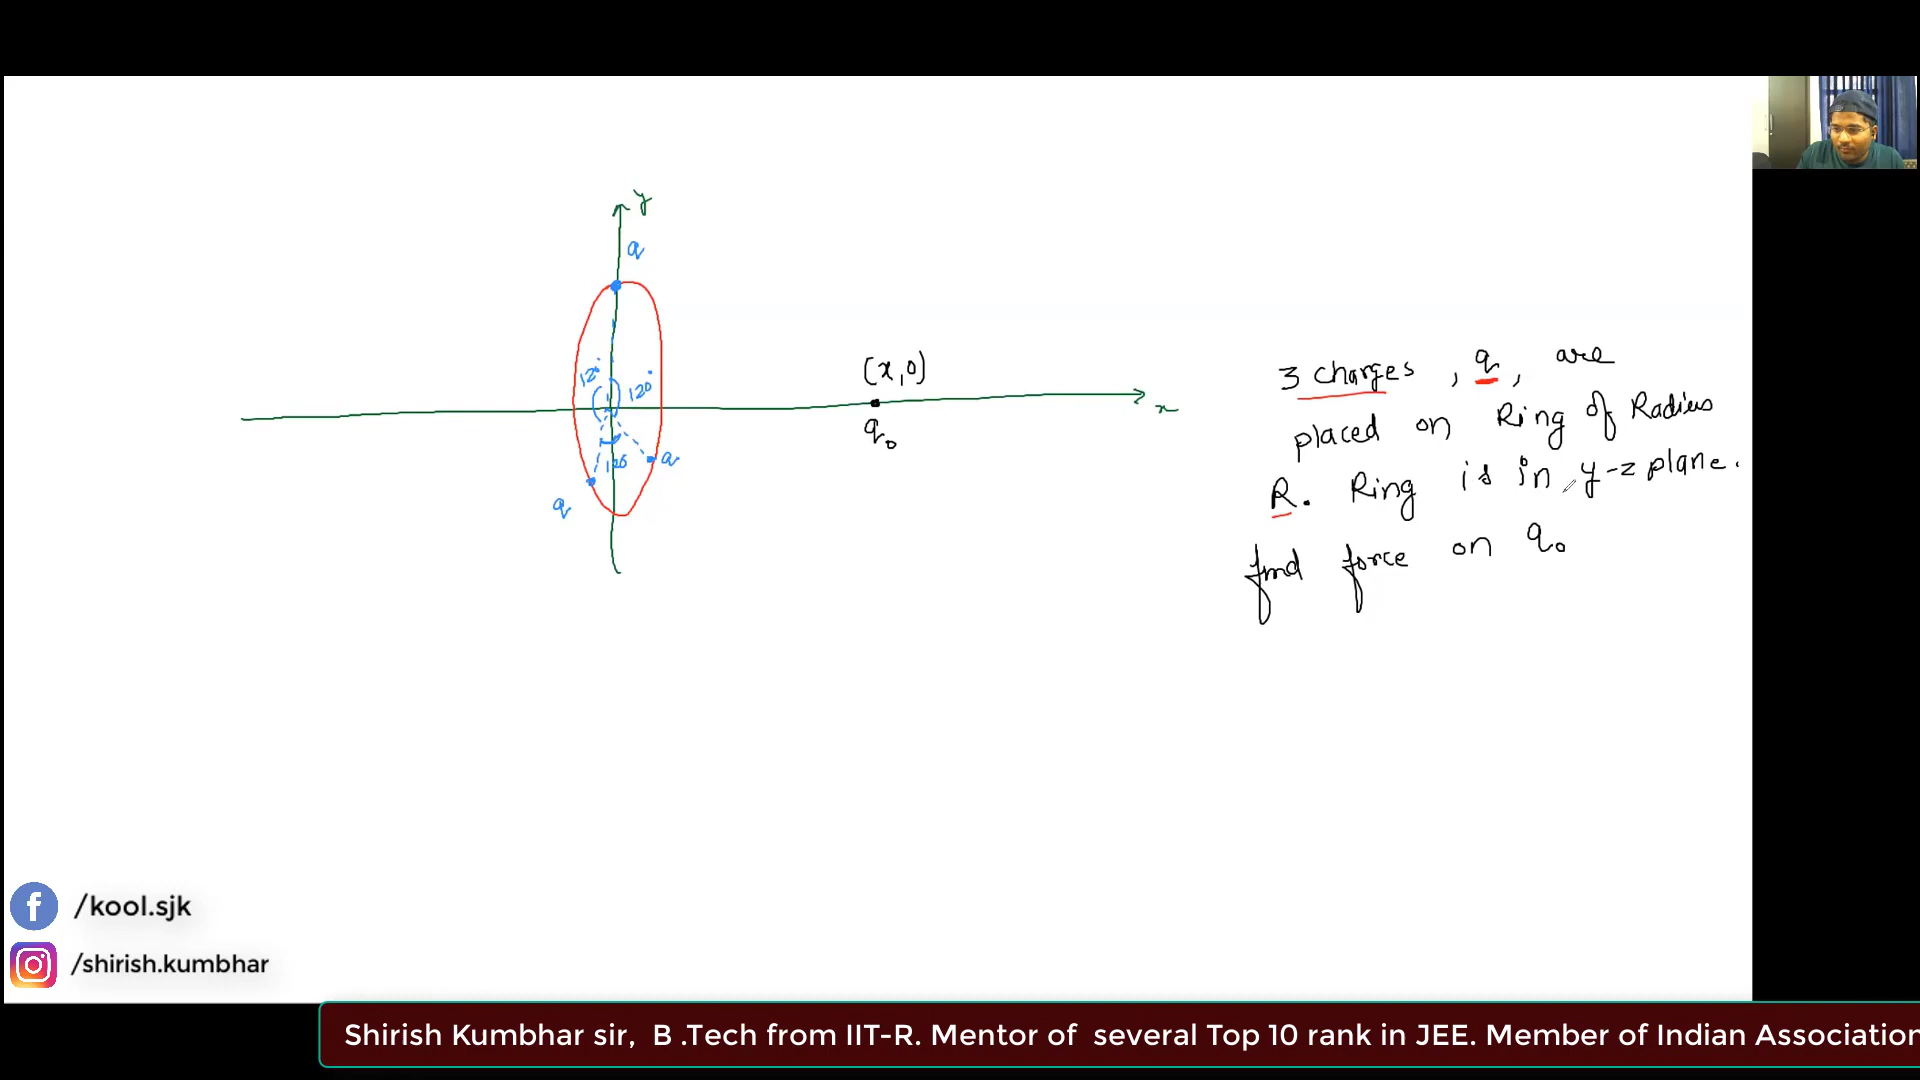 y
q
120°
120°
120
q
q
(x,0)
q₀
x
3 charges , q , are
placed on Ring of Radius
R. Ring is in y-z plane.
find force on q₀
/kool.sjk
/shirish.kumbhar
Shirish Kumbhar sir, B .Tech from IIT-R. Mentor of several Top 10 rank in JEE. Member of Indian Association